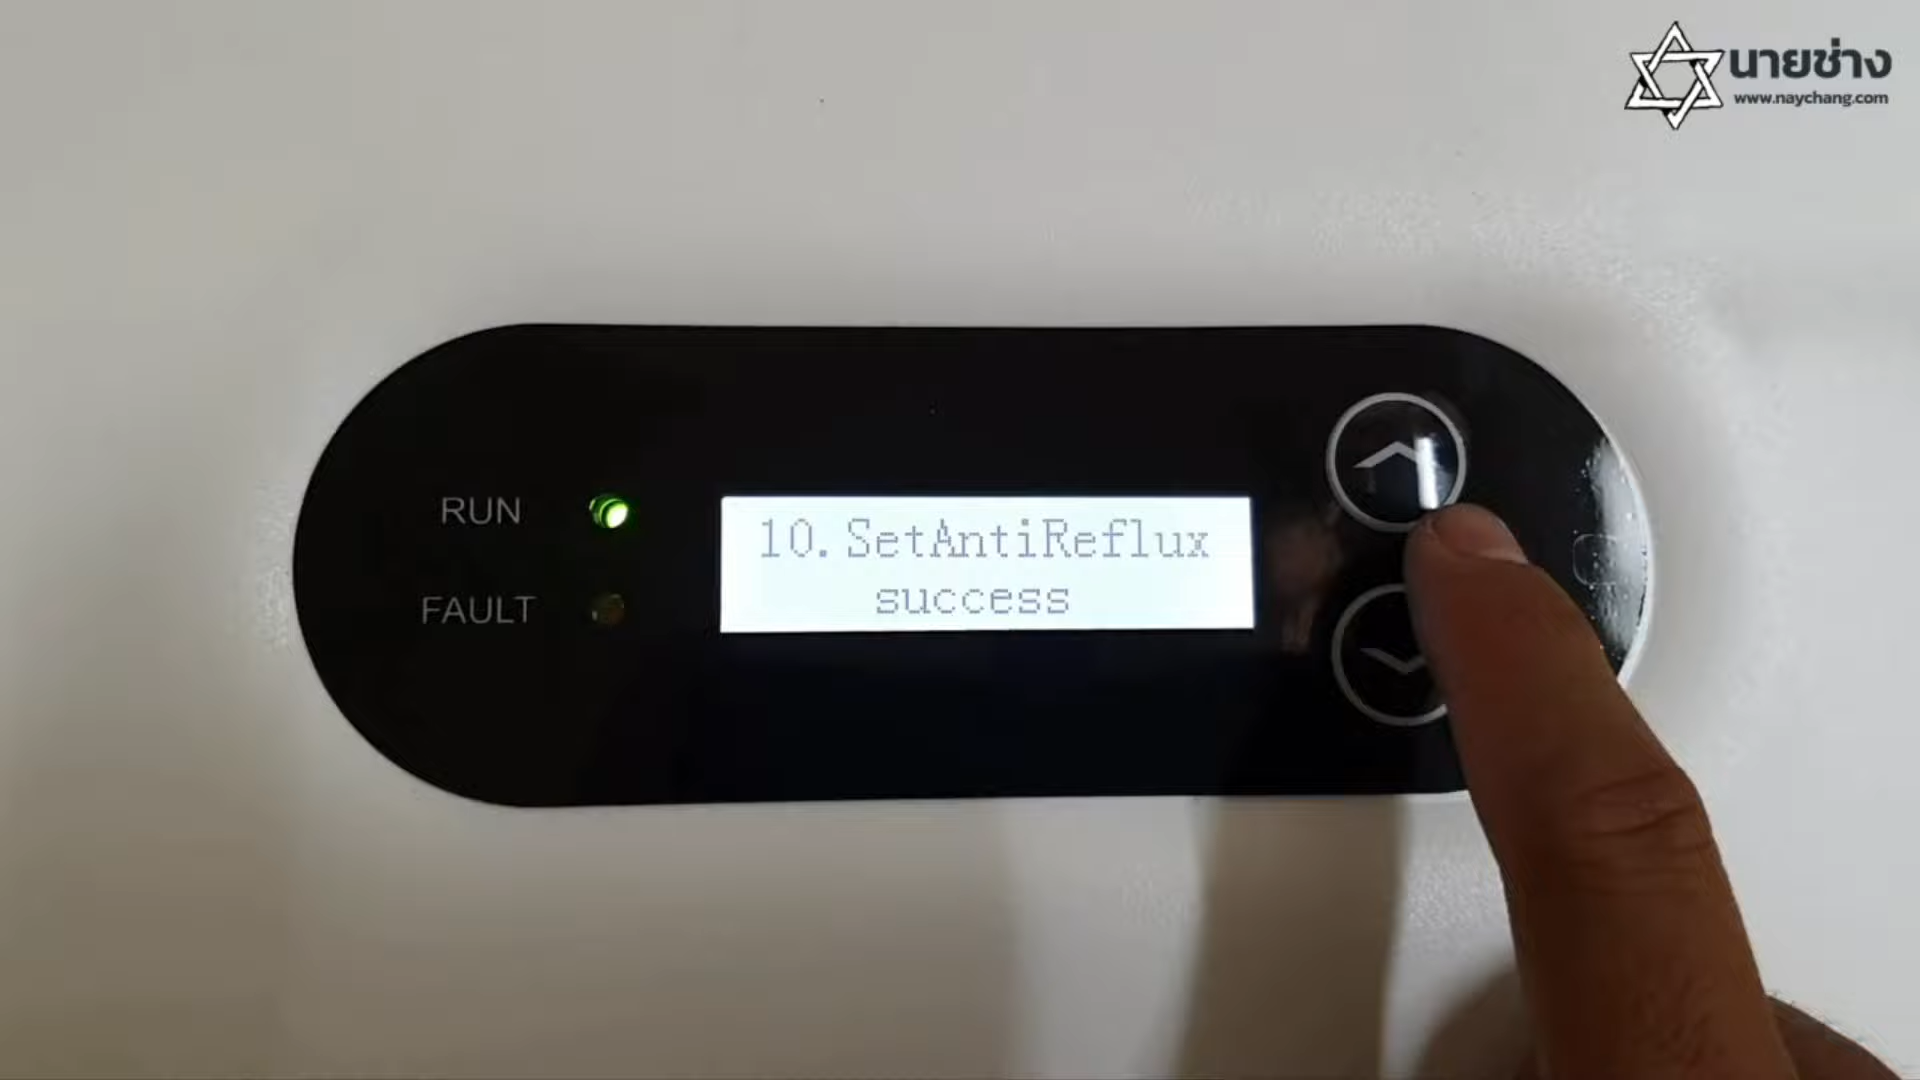 นายช่าง
www.naychang.com
RUN
FAULT
10.SetAntiReflux
success